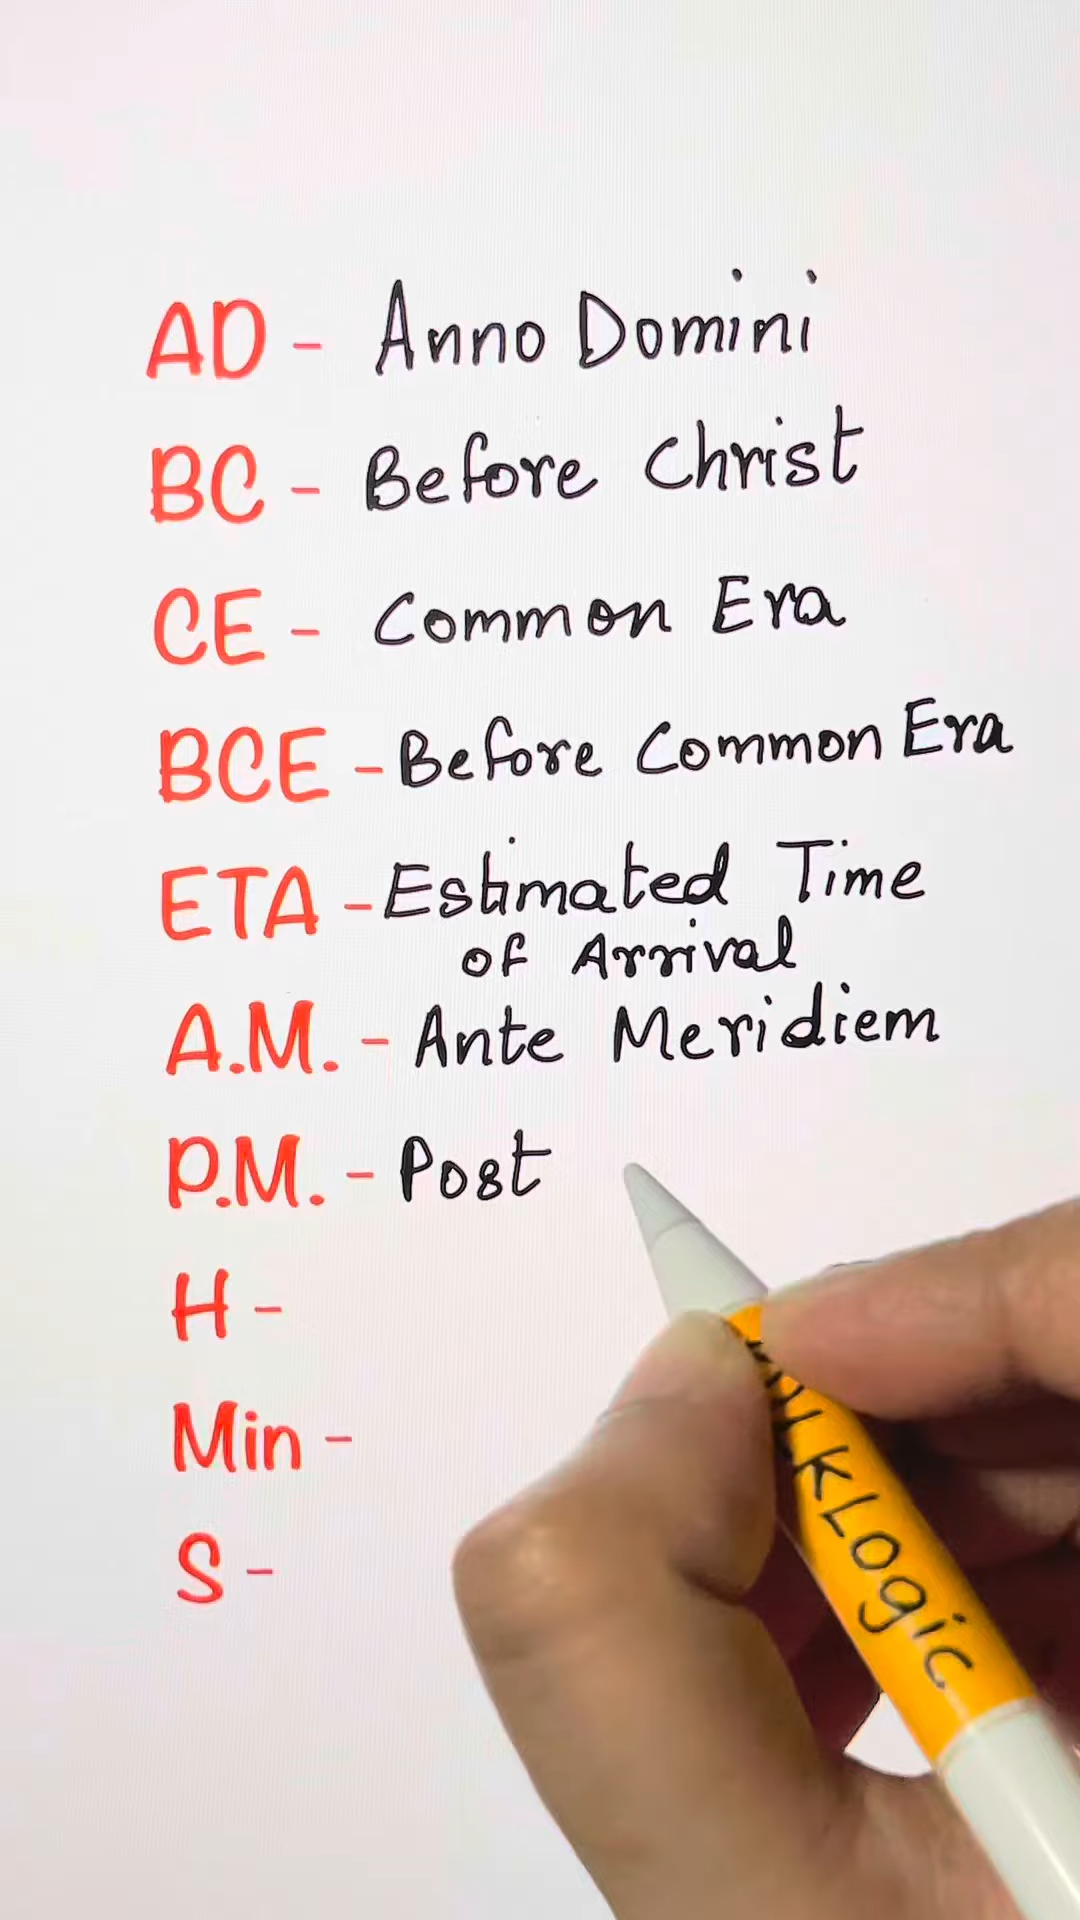 AD - Anno Domini
BC - Before Christ
CE - Common Era
BCE - Before Common Era
ETA - Estimated Time
of Arrival
A.M. - Ante Meridiem
P.M. - Post
H -
Min -
S -
KLogic